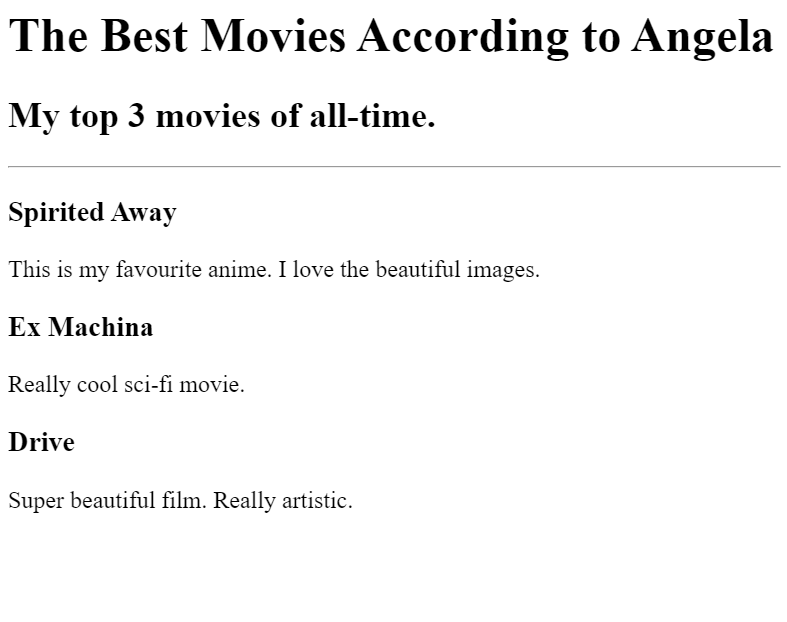 The Best Movies According to Angela
My top 3 movies of all-time.
Spirited Away
This is my favourite anime. I love the beautiful images.
Ex Machina
Really cool sci-fi movie.
Drive
Super beautiful film. Really artistic.